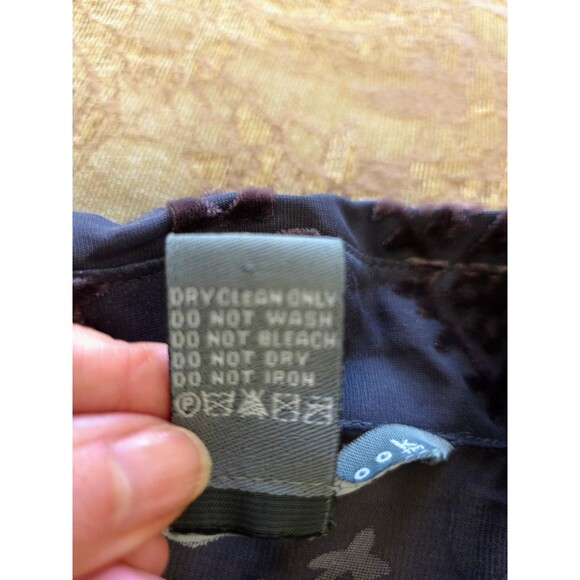 DRY CLEAN ONLY
DO NOT WASH
DO NOT BLEACH
DO NOT DRY
DO NOT IRON
P